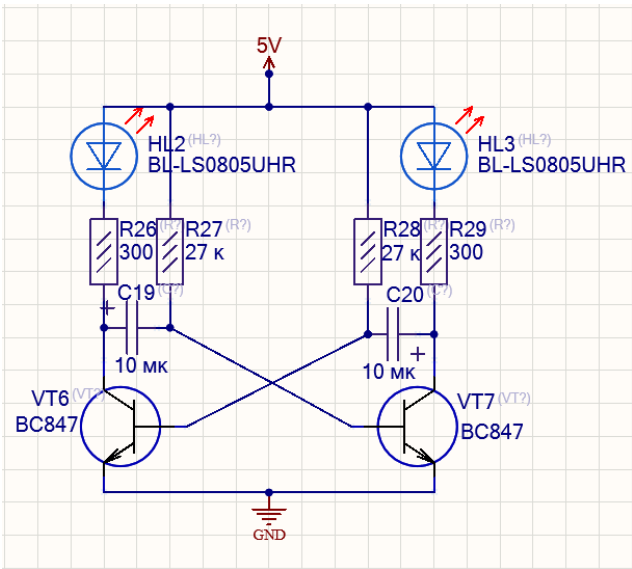 5V
HL2 (HL?)
BL-LS0805UHR
HL3 (HL?)
BL-LS0805UHR
R26 (R?)
300
R27 (R?)
27 к
R28 (R?)
27 к
R29 (R?)
300
C19 (C?)
+
10 мк
C20 (C?)
+
10 мк
VT6 (VT?)
BC847
VT7 (VT?)
BC847
GND